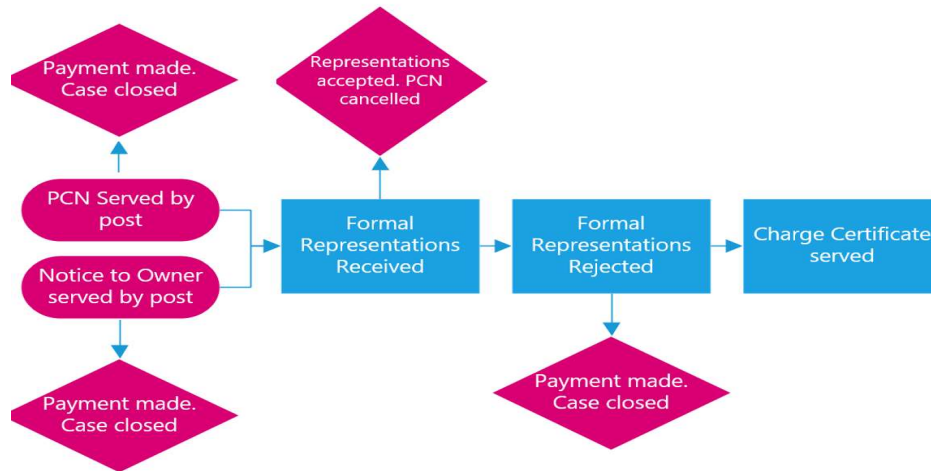 Payment made.
Case closed
Representations
accepted. PCN
cancelled
PCN Served by
post
Notice to Owner
served by post
Formal
Representations
Received
Formal
Representations
Rejected
Charge Certificate
served
Payment made.
Case closed
Payment made.
Case closed